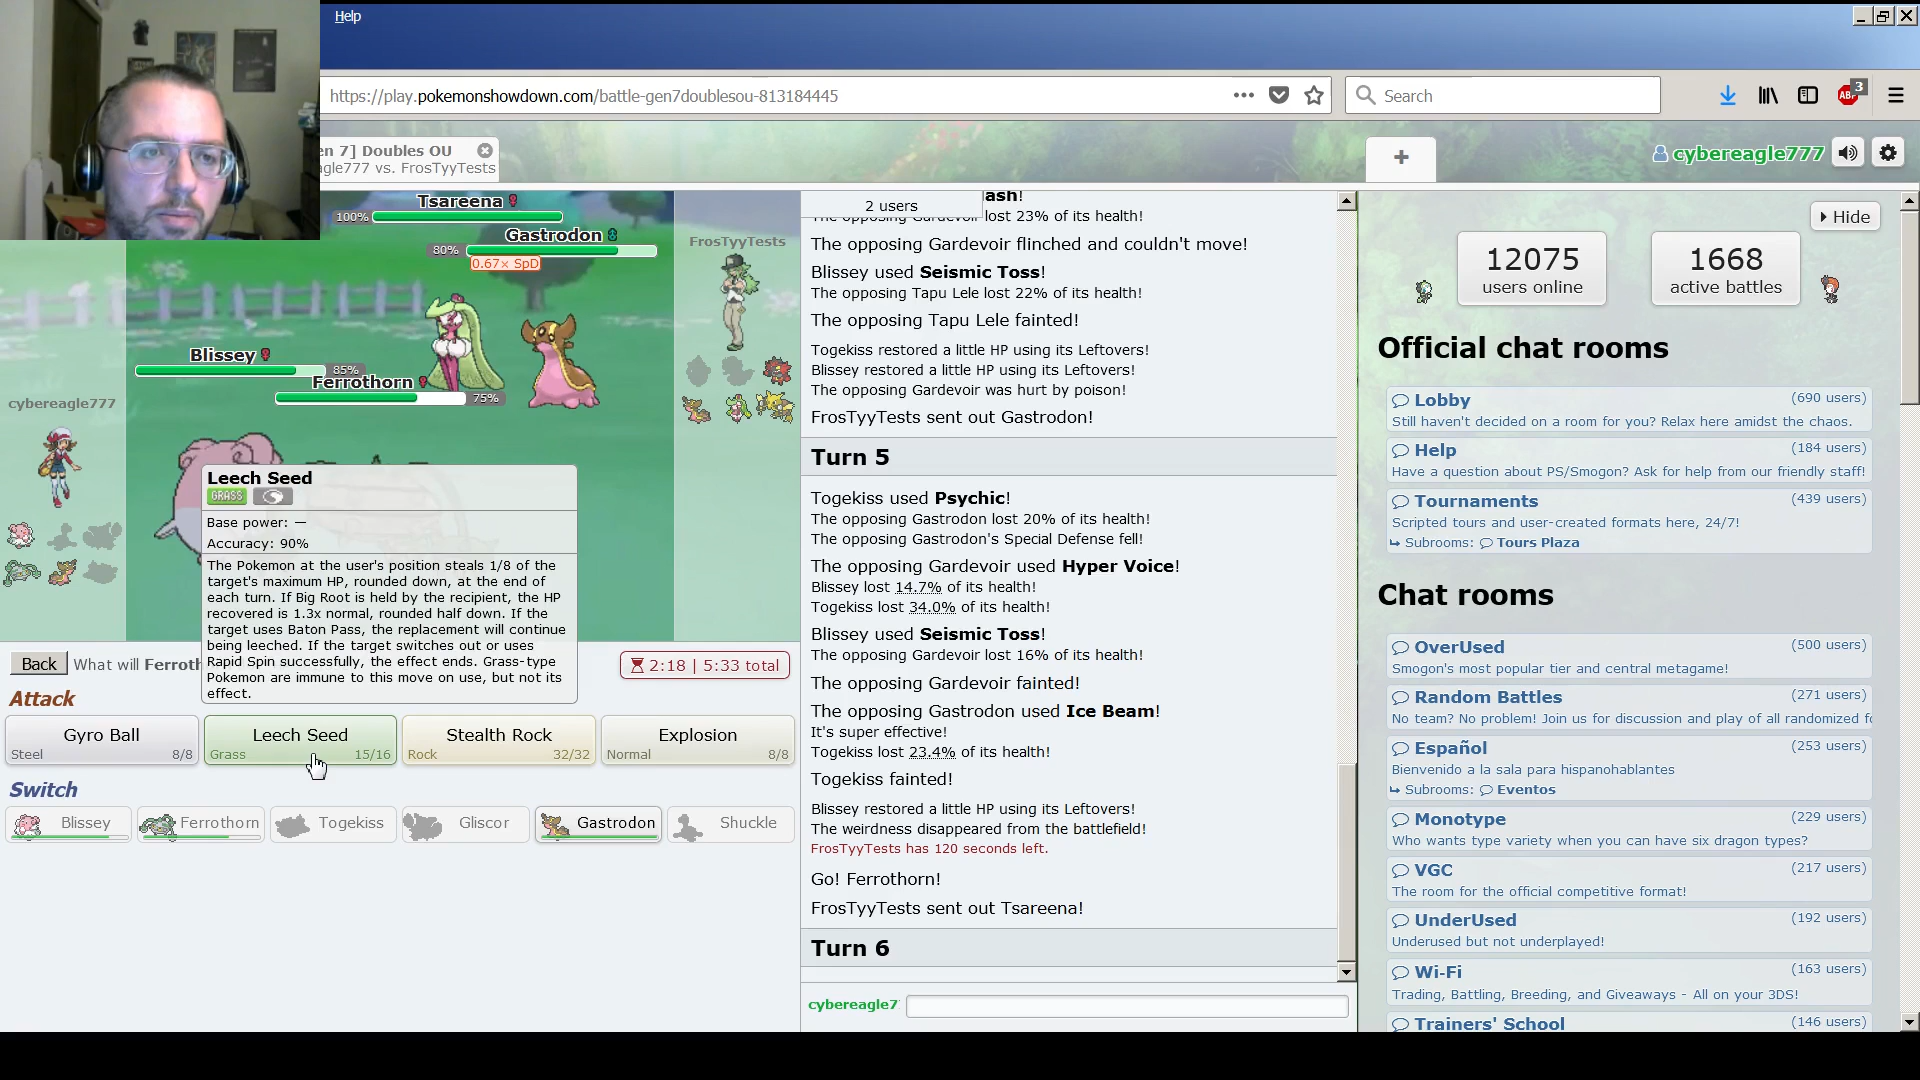 Help
https://play.pokemonshowdown.com/battle-gen7doublesou-813184445
Search
3
en 7] Doubles OU
agle777 vs. FrosTyyTests
+
cybereagle777
Tsareena
100%
Gastrodon
80%
0.67× SpD
Blissey
85%
Ferrothorn
75%
cybereagle777
FrosTyyTests
Leech Seed
GRASS
Base power: —
Accuracy: 90%
The Pokemon at the user's position steals 1/8 of the
target's maximum HP, rounded down, at the end of
each turn. If Big Root is held by the recipient, the HP
recovered is 1.3x normal, rounded half down. If the
target uses Baton Pass, the replacement will continue
being leeched. If the target switches out or uses
Rapid Spin successfully, the effect ends. Grass-type
Pokemon are immune to this move on use, but not its
effect.
Back What will Ferroth
2:18 | 5:33 total
Attack
Gyro Ball
Steel 8/8
Leech Seed
Grass 15/16
Stealth Rock
Rock 32/32
Explosion
Normal 8/8
Switch
Blissey
Ferrothorn
Togekiss
Gliscor
Gastrodon
Shuckle
2 users
ash!
lost 23% of its health!
The opposing Gardevoir flinched and couldn't move!
Blissey used Seismic Toss!
The opposing Tapu Lele lost 22% of its health!
The opposing Tapu Lele fainted!
Togekiss restored a little HP using its Leftovers!
Blissey restored a little HP using its Leftovers!
The opposing Gardevoir was hurt by poison!
FrosTyyTests sent out Gastrodon!
Turn 5
Togekiss used Psychic!
The opposing Gastrodon lost 20% of its health!
The opposing Gastrodon's Special Defense fell!
The opposing Gardevoir used Hyper Voice!
Blissey lost 14.7% of its health!
Togekiss lost 34.0% of its health!
Blissey used Seismic Toss!
The opposing Gardevoir lost 16% of its health!
The opposing Gardevoir fainted!
The opposing Gastrodon used Ice Beam!
It's super effective!
Togekiss lost 23.4% of its health!
Togekiss fainted!
Blissey restored a little HP using its Leftovers!
The weirdness disappeared from the battlefield!
FrosTyyTests has 120 seconds left.
Go! Ferrothorn!
FrosTyyTests sent out Tsareena!
Turn 6
cybereagle7
Hide
12075
users online
1668
active battles
Official chat rooms
Lobby (690 users)
Still haven't decided on a room for you? Relax here amidst the chaos.
Help (184 users)
Have a question about PS/Smogon? Ask for help from our friendly staff!
Tournaments (439 users)
Scripted tours and user-created formats here, 24/7!
Subrooms: Tours Plaza
Chat rooms
OverUsed (500 users)
Smogon's most popular tier and central metagame!
Random Battles (271 users)
No team? No problem! Join us for discussion and play of all randomized fo
Español (253 users)
Bienvenido a la sala para hispanohablantes
Subrooms: Eventos
Monotype (229 users)
Who wants type variety when you can have six dragon types?
VGC (217 users)
The room for the official competitive format!
UnderUsed (192 users)
Underused but not underplayed!
Wi-Fi (163 users)
Trading, Battling, Breeding, and Giveaways - All on your 3DS!
Trainers' School (146 users)